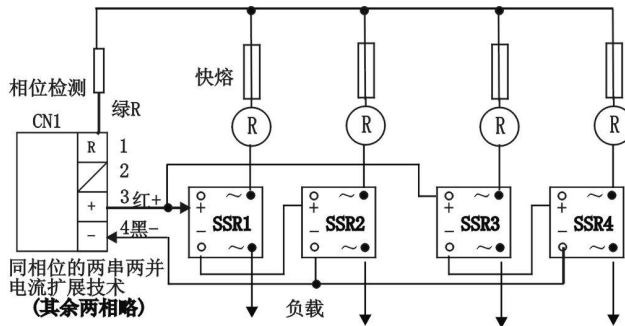 相位检测
快熔
绿R
CN1
R
R
R
R
R 1
2
+ 3 红+
- 4黑-
+ ~
- SSR1
+ ~
- SSR2
+ ~
- SSR3
+ ~
- SSR4
同相位的两串两并
电流扩展技术
(其余两相略)
负载